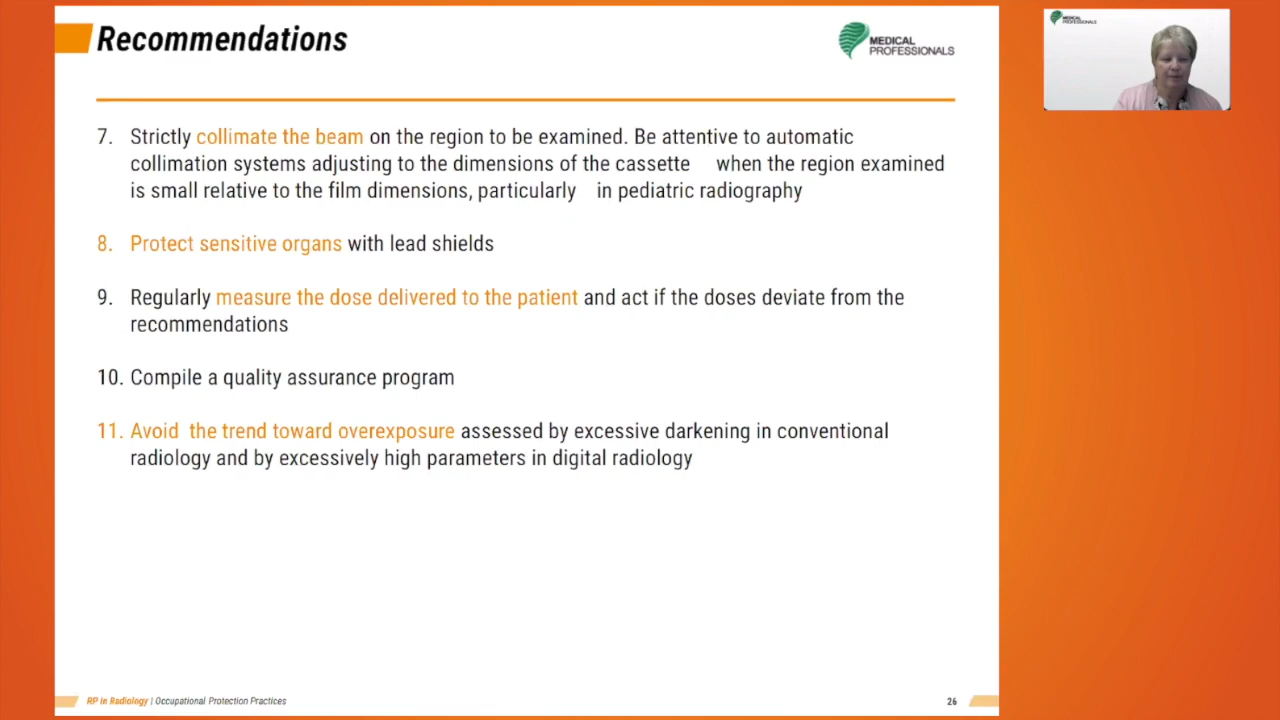 Recommendations
MEDICAL
PROFESSIONALS
MEDICAL
PROFESSIONALS
7. Strictly collimate the beam on the region to be examined. Be attentive to automatic
collimation systems adjusting to the dimensions of the cassette when the region examined
is small relative to the film dimensions, particularly in pediatric radiography
8. Protect sensitive organs with lead shields
9. Regularly measure the dose delivered to the patient and act if the doses deviate from the
recommendations
10. Compile a quality assurance program
11. Avoid the trend toward overexposure assessed by excessive darkening in conventional
radiology and by excessively high parameters in digital radiology
RP in Radiology | Occupational Protection Practices
26